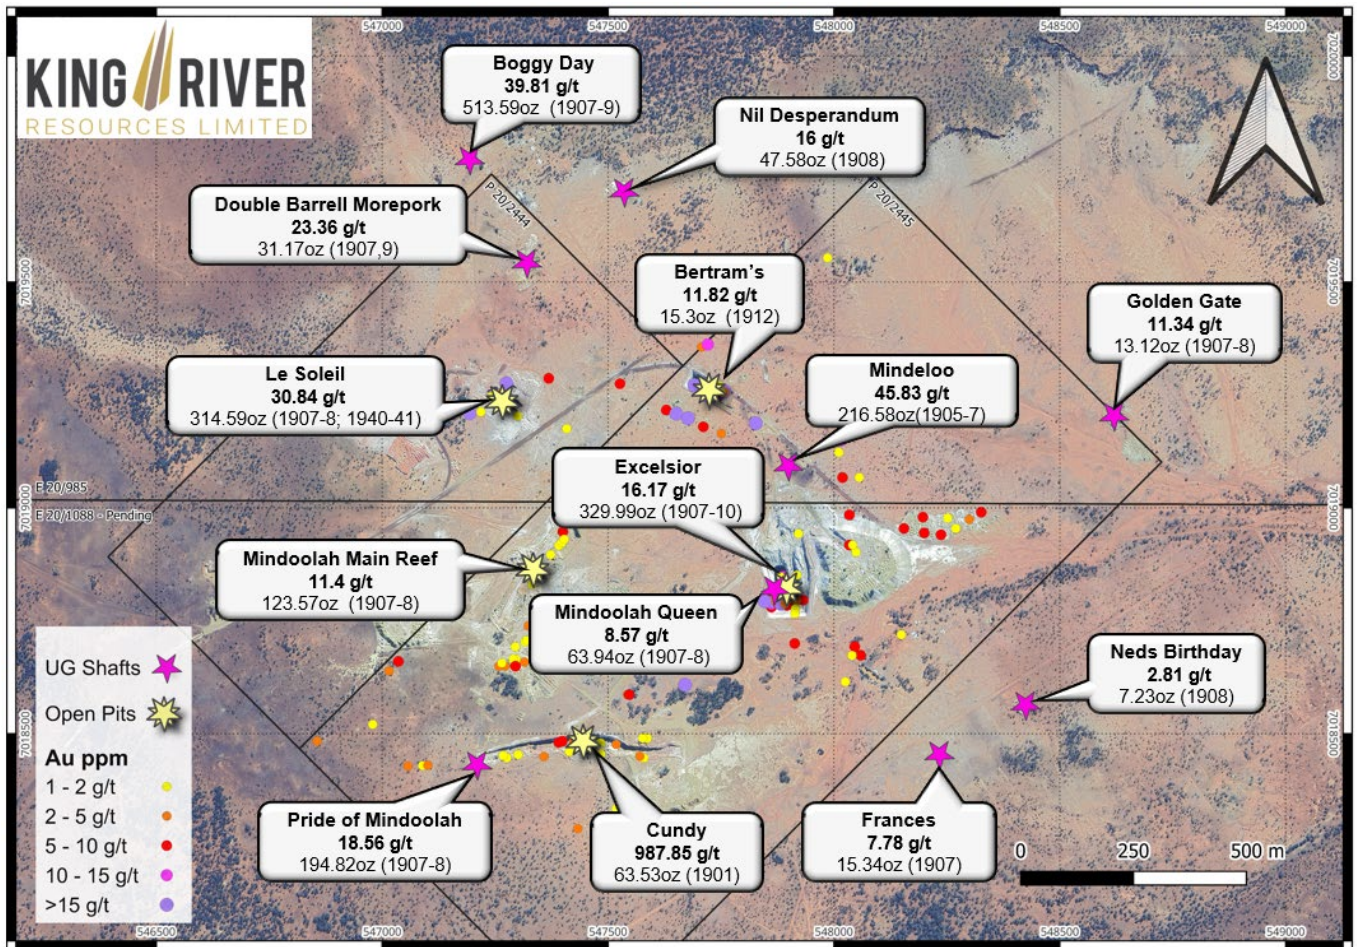 547000
547500
548000
548500
549000
7020000
KING RIVER
RESOURCES LIMITED
Boggy Day
39.81 g/t
513.59oz (1907-9)
Nil Desperandum
16 g/t
47.58oz (1908)
P 20/2444
P 20/2445
Double Barrell Morepork
23.36 g/t
31.17oz (1907,9)
7019500
7019500
Bertram's
11.82 g/t
15.3oz (1912)
Golden Gate
11.34 g/t
13.12oz (1907-8)
Le Soleil
30.84 g/t
314.59oz (1907-8; 1940-41)
Mindeloo
45.83 g/t
216.58oz(1905-7)
Excelsior
16.17 g/t
329.99oz (1907-10)
E 20/985
E 20/1088 - Pending
7019000
7019000
Mindoolah Main Reef
11.4 g/t
123.57oz (1907-8)
Mindoolah Queen
8.57 g/t
63.94oz (1907-8)
Neds Birthday
2.81 g/t
7.23oz (1908)
7018500
7018500
UG Shafts
Open Pits
Au ppm
1 - 2 g/t
2 - 5 g/t
5 - 10 g/t
10 - 15 g/t
>15 g/t
Pride of Mindoolah
18.56 g/t
194.82oz (1907-8)
Cundy
987.85 g/t
63.53oz (1901)
Frances
7.78 g/t
15.34oz (1907)
0 250 500 m
546500
547000
547500
548000
548500
549000